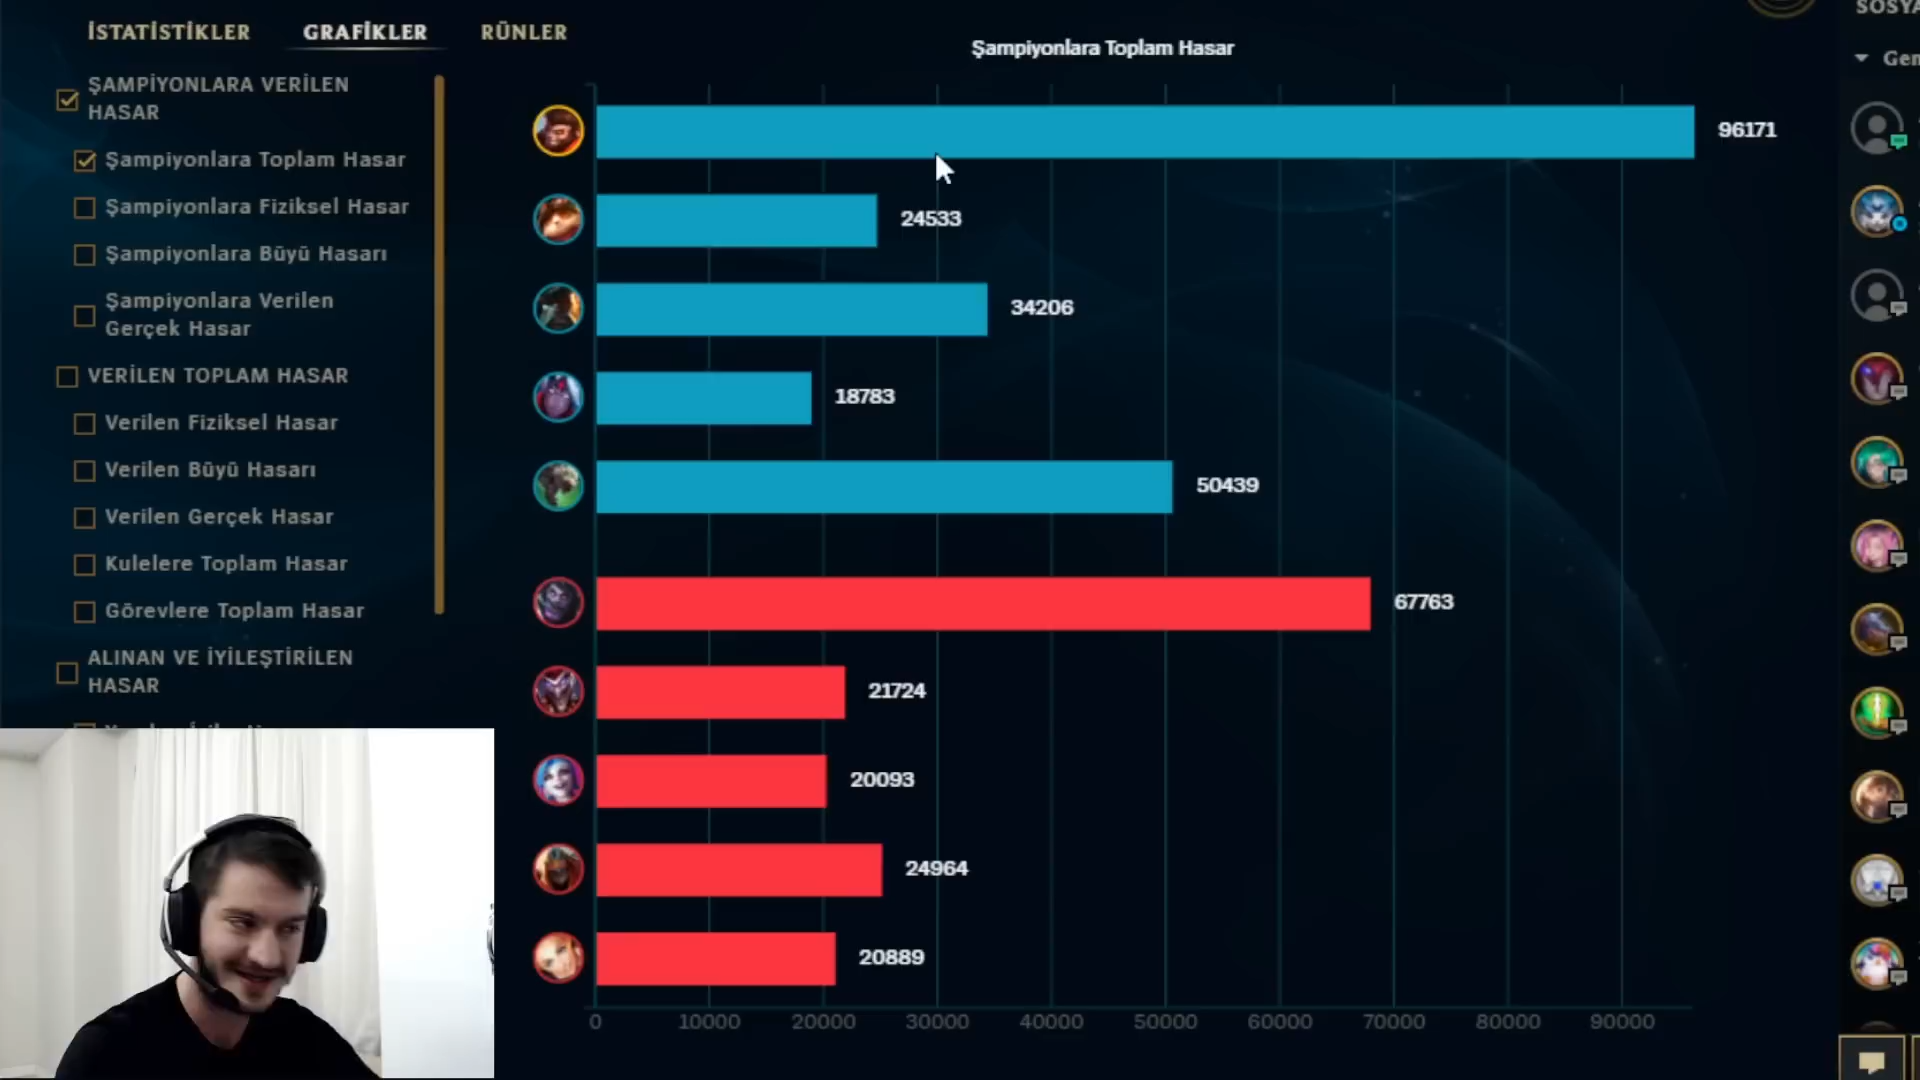 İSTATİSTİKLER
GRAFİKLER
RÜNLER
ŞAMPİYONLARA VERİLEN
HASAR
Şampiyonlara Toplam Hasar
Şampiyonlara Fiziksel Hasar
Şampiyonlara Büyü Hasarı
Şampiyonlara Verilen
Gerçek Hasar
VERİLEN TOPLAM HASAR
Verilen Fiziksel Hasar
Verilen Büyü Hasarı
Verilen Gerçek Hasar
Kulelere Toplam Hasar
Görevlere Toplam Hasar
ALINAN VE İYİLEŞTİRİLEN
HASAR
Şampiyonlara Toplam Hasar
96171
24533
34206
18783
50439
67763
21724
20093
24964
20889
0 10000 20000 30000 40000 50000 60000 70000 80000 90000
SOSYA
Gen